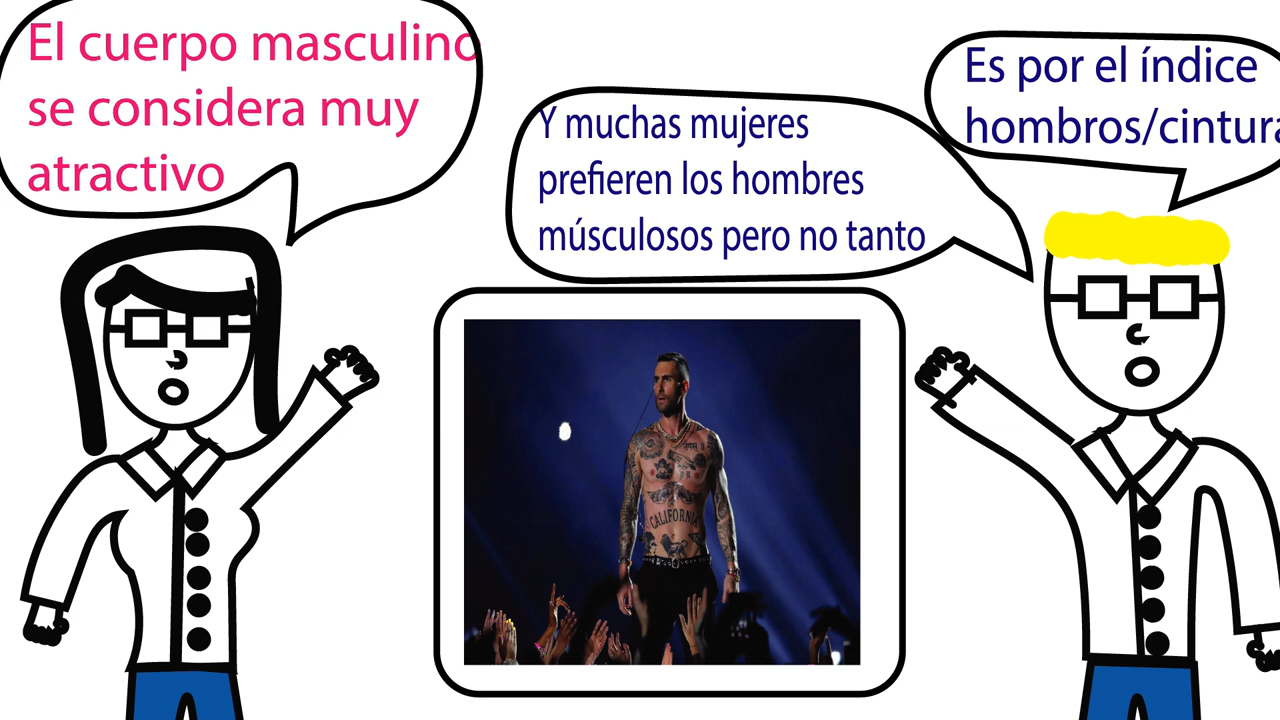 El cuerpo masculino
se considera muy
atractivo
Y muchas mujeres
prefieren los hombres
músculosos pero no tanto
Es por el índice
hombros/cintura
CALIFORNIA